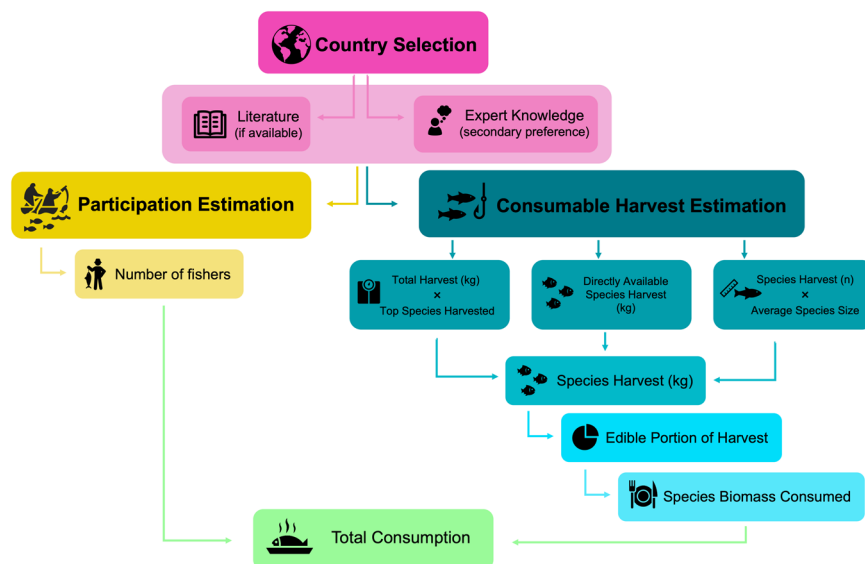 Country Selection
Literature
(if available)
Expert Knowledge
(secondary preference)
Participation Estimation
Consumable Harvest Estimation
Number of fishers
Total Harvest (kg)
×
Top Species Harvested
Directly Available
Species Harvest
(kg)
Species Harvest (n)
×
Average Species Size
Species Harvest (kg)
Edible Portion of Harvest
Species Biomass Consumed
Total Consumption